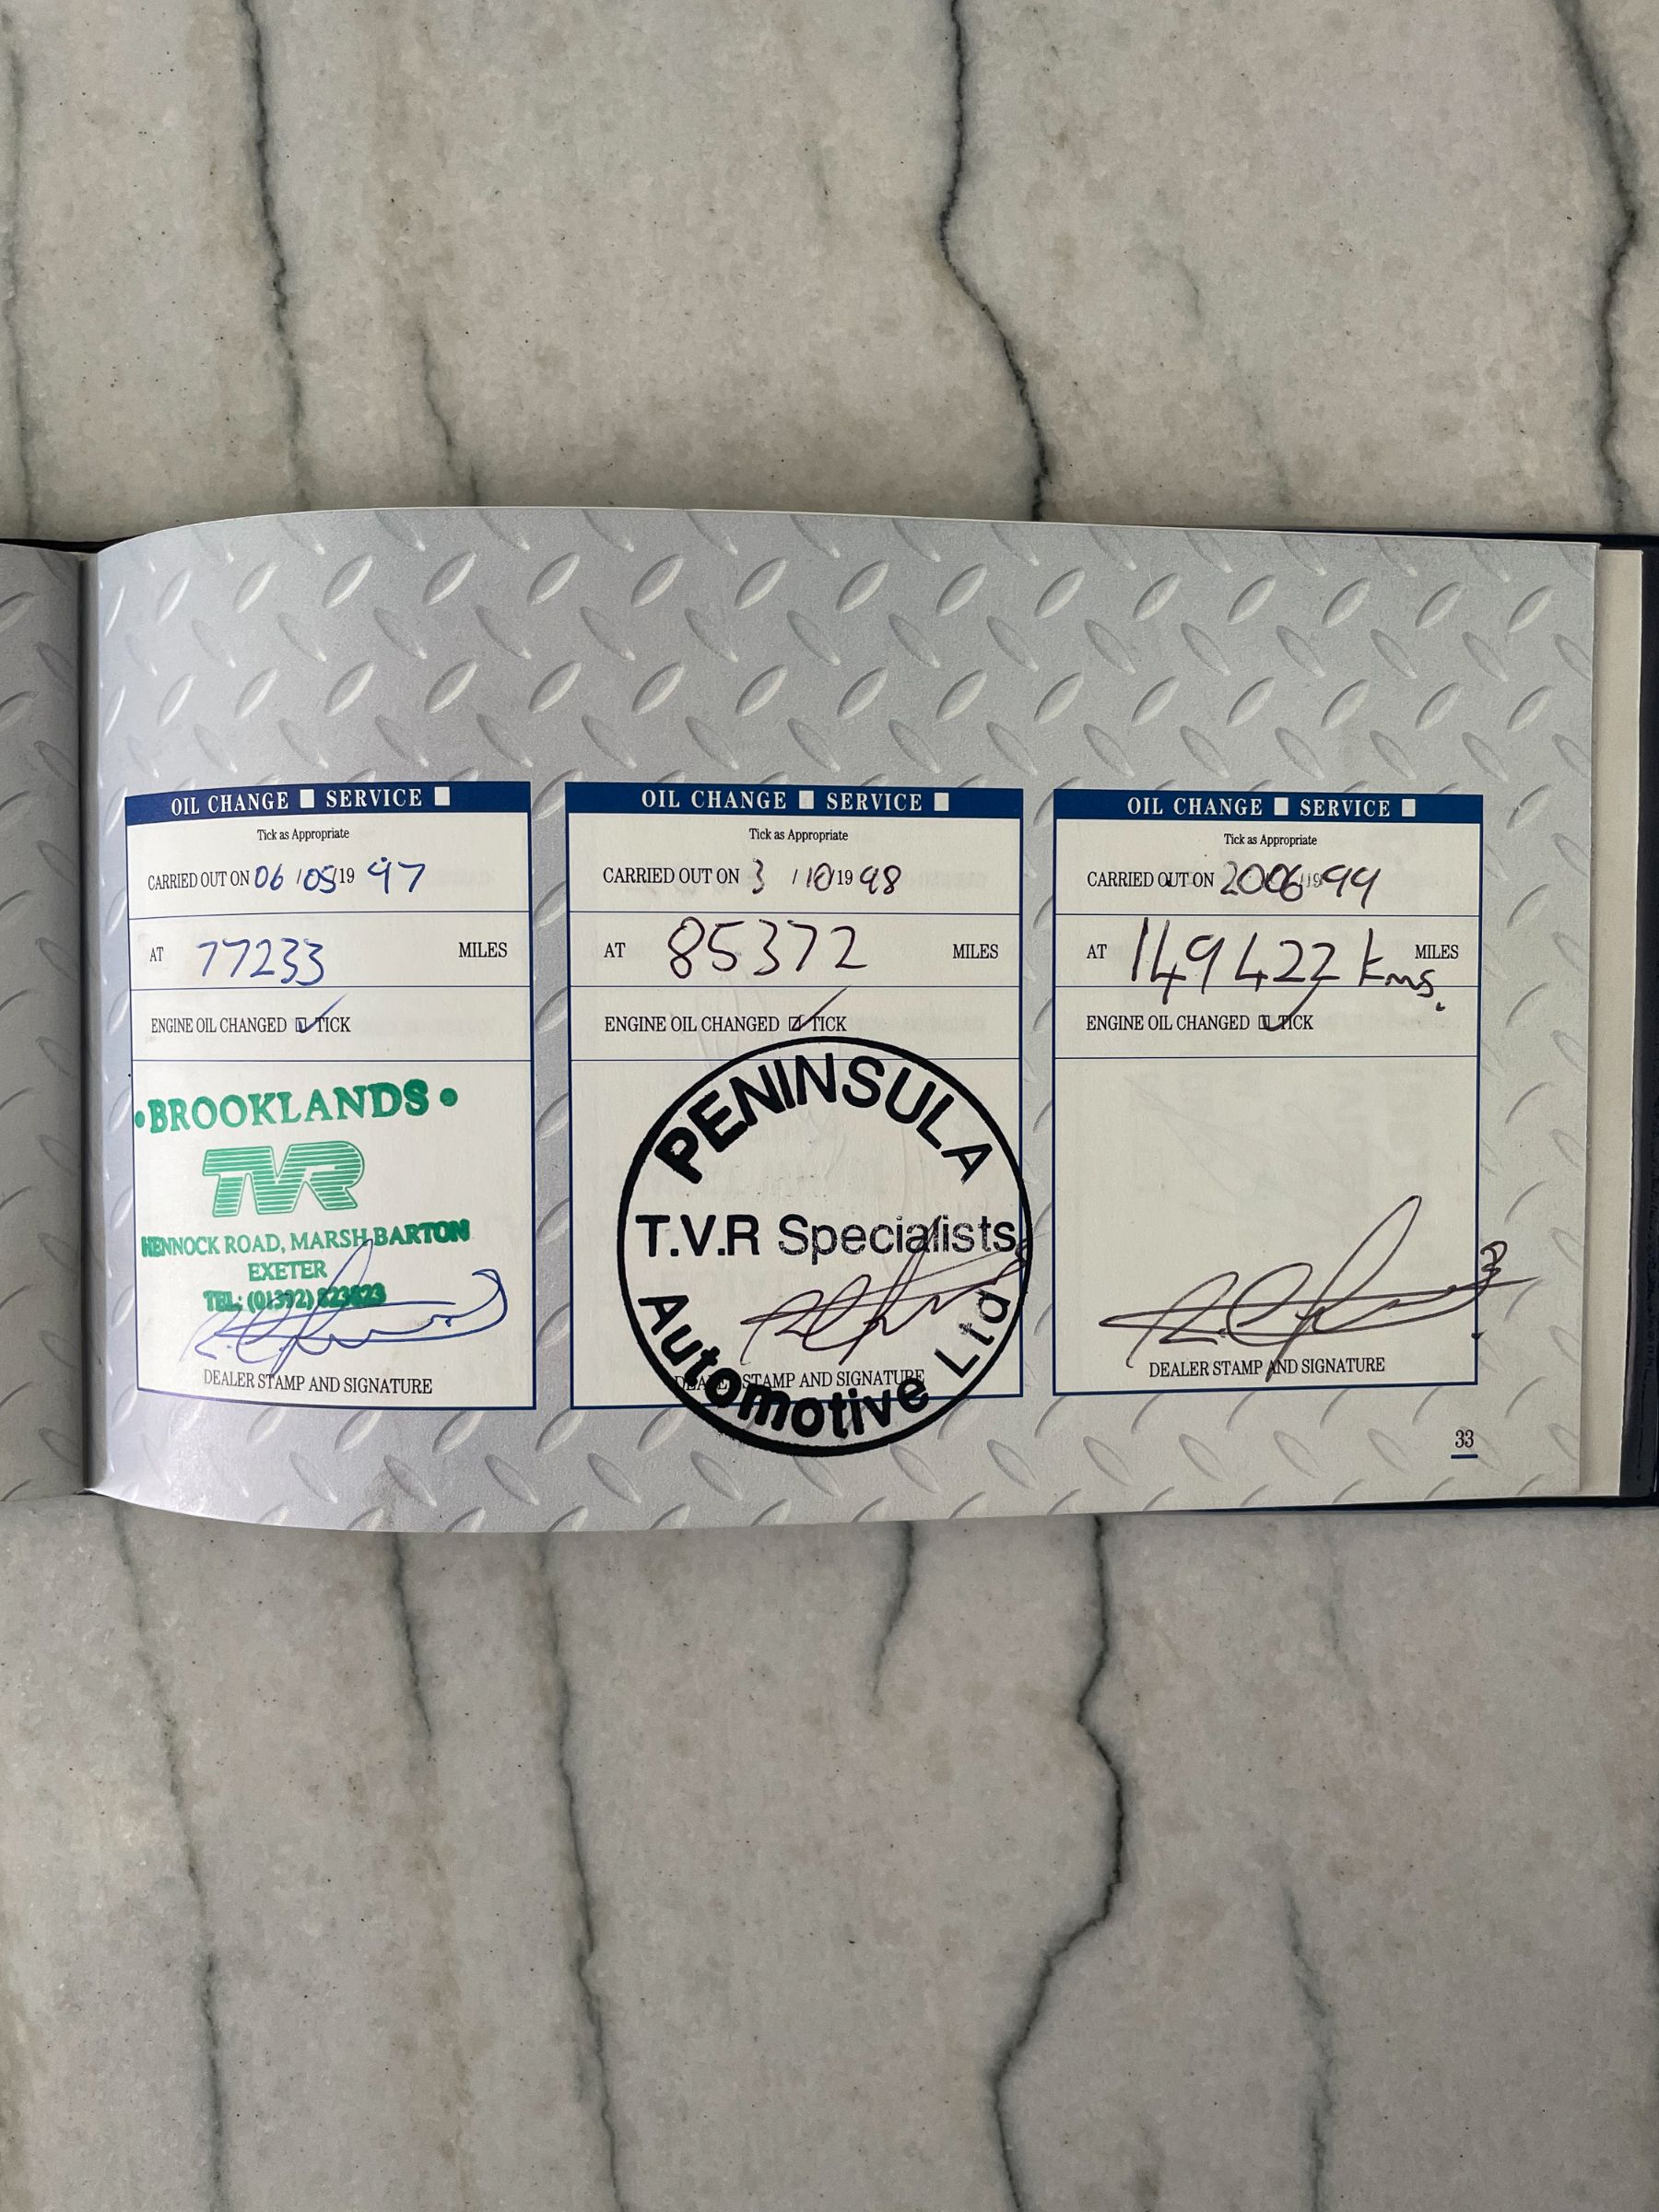 OIL CHANGE SERVICE
Tick as Appropriate
CARRIED OUT ON 06 / 05 / 19 97
AT 77233 MILES
ENGINE OIL CHANGED TICK
• BROOKLANDS •
TVR
HENNOCK ROAD, MARSH BARTON
EXETER
TEL: (01392)
DEALER STAMP AND SIGNATURE
OIL CHANGE SERVICE
Tick as Appropriate
CARRIED OUT ON 3 / 10 / 19 98
AT 85372 MILES
ENGINE OIL CHANGED TICK
PENINSULA
T.V.R Specialists
Automotive Ltd
DEALER STAMP AND SIGNATURE
OIL CHANGE SERVICE
Tick as Appropriate
CARRIED OUT ON 2006/19 99
AT 149422 kms. MILES
ENGINE OIL CHANGED TICK
DEALER STAMP AND SIGNATURE
33